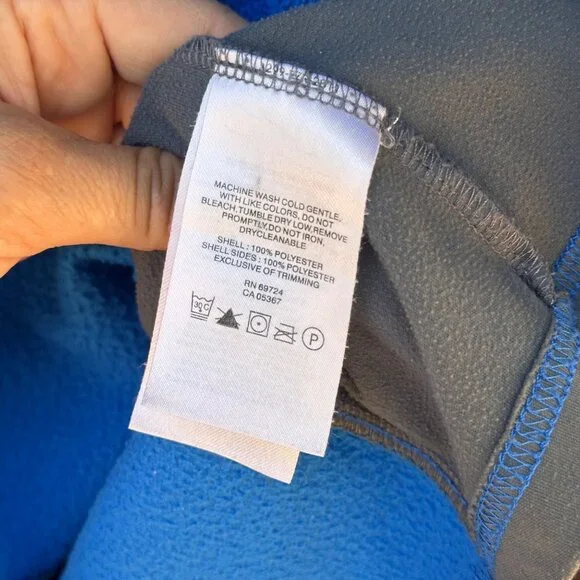 MACHINE WASH COLD GENTLE,
WITH LIKE COLORS, DO NOT
BLEACH,TUMBLE DRY LOW,REMOVE
PROMPTLY,DO NOT IRON,
DRYCLEANABLE
SHELL : 100% POLYESTER
SHELL SIDES : 100% POLYESTER
EXCLUSIVE OF TRIMMING
RN 69724
CA 05367
30 C
P